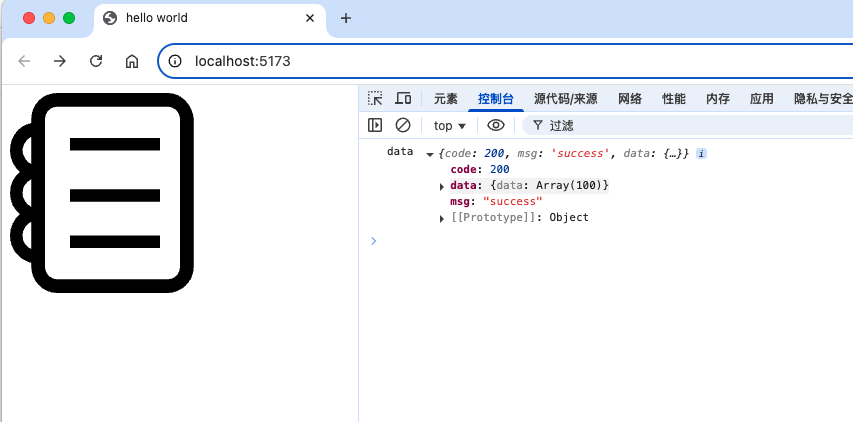 hello world
localhost:5173
元素 控制台 源代码/来源 网络 性能 内存 应用 隐私与安全
top 过滤
data {code: 200, msg: 'success', data: {…}} i
code: 200
data: {data: Array(100)}
msg: "success"
[[Prototype]]: Object